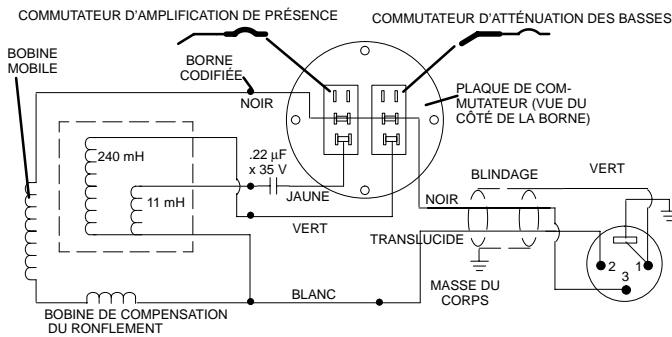 COMMUTATEUR D'AMPLIFICATION DE PRÉSENCE
COMMUTATEUR D'ATTÉNUATION DES BASSES
BOBINE
MOBILE
BORNE
CODIFIÉE
NOIR
PLAQUE DE COM-
MUTATEUR (VUE DU
CÔTÉ DE LA BORNE)
240 mH
.22 µF
x 35 V
11 mH
JAUNE
VERT
BLINDAGE
VERT
NOIR
TRANSLUCIDE
2
1
3
MASSE DU
CORPS
BLANC
BOBINE DE COMPENSATION
DU RONFLEMENT